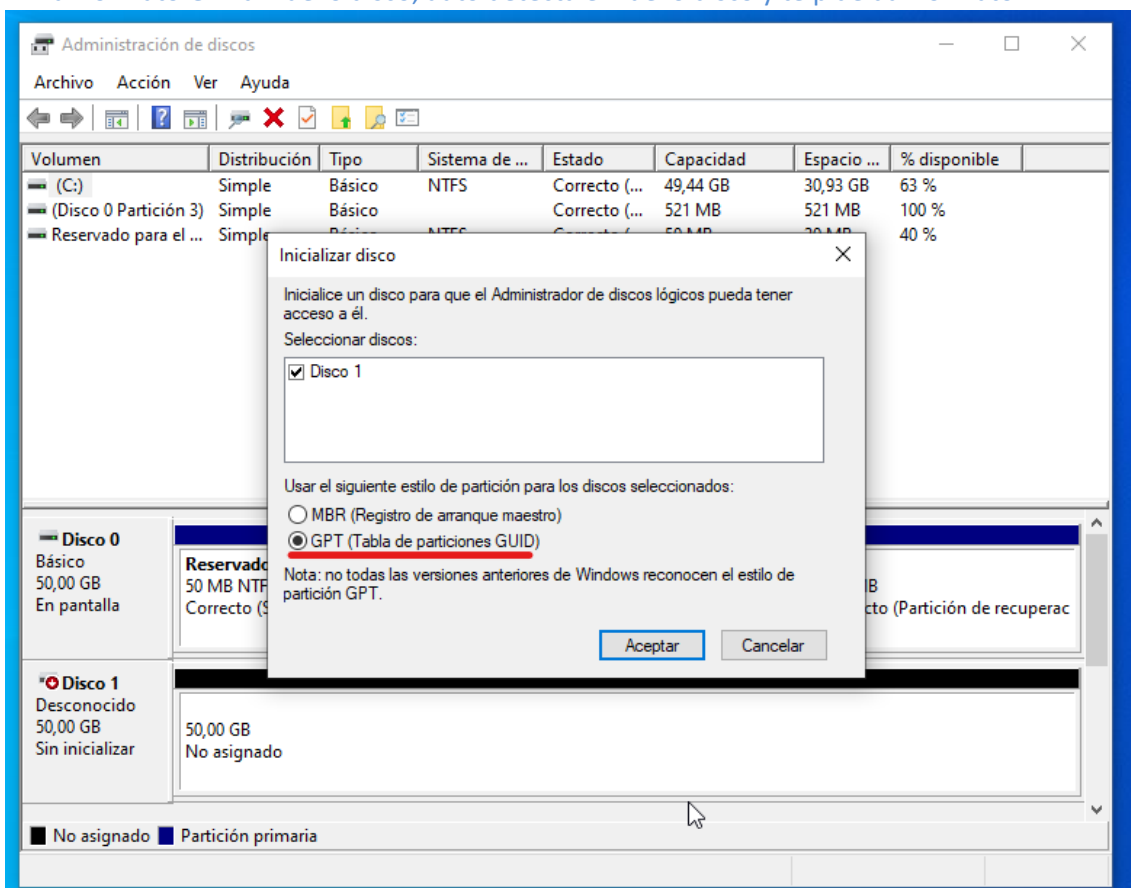 Administración de discos
Archivo Acción Ver Ayuda
Volumen Distribución Tipo Sistema de ... Estado Capacidad Espacio ... % disponible
(C:) Simple Básico NTFS Correcto (... 49,44 GB 30,93 GB 63 %
(Disco 0 Partición 3) Simple Básico Correcto (... 521 MB 521 MB 100 %
Reservado para el ... Simple 40 %
Inicializar disco
Inicialice un disco para que el Administrador de discos lógicos pueda tener
acceso a él.
Seleccionar discos:
Disco 1
Usar el siguiente estilo de partición para los discos seleccionados:
MBR (Registro de arranque maestro)
GPT (Tabla de particiones GUID)
Nota: no todas las versiones anteriores de Windows reconocen el estilo de
partición GPT.
Aceptar Cancelar
Disco 0
Básico
50,00 GB
En pantalla
Reservado
50 MB NTF
Correcto (S
(Partición de recuperac
Disco 1
Desconocido
50,00 GB
Sin inicializar
50,00 GB
No asignado
No asignado Partición primaria